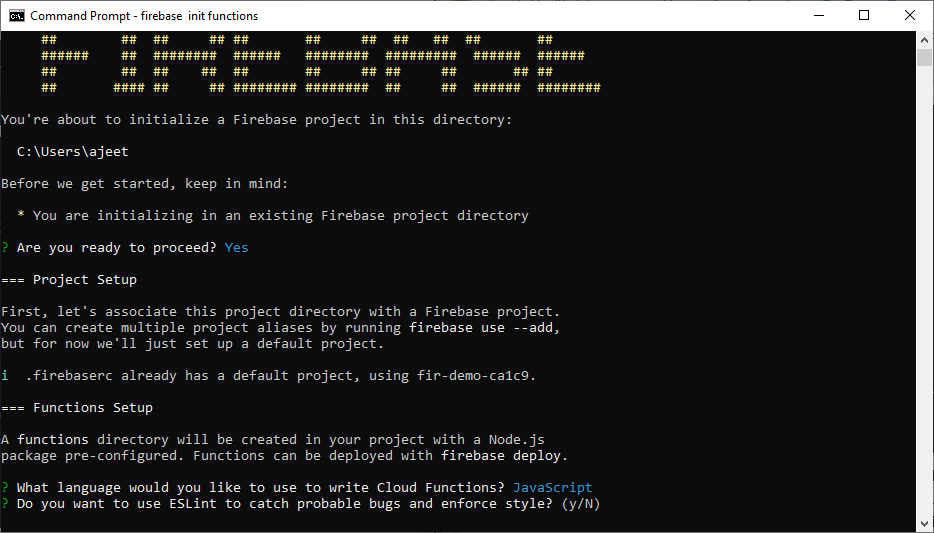 Command Prompt - firebase  init functions
##        ##  ##     ## ##       ##     ##  ##   ##  ##       ##
######    ##  ########  ######   ########  #########  ######  ######
##        ##  ##    ##  ##       ##     ## ##     ##       ## ##
##       #### ##     ## ######## ########  ##     ##  ######  ########
You're about to initialize a Firebase project in this directory:
C:\Users\ajeet
Before we get started, keep in mind:
* You are initializing in an existing Firebase project directory
? Are you ready to proceed? Yes
=== Project Setup
First, let's associate this project directory with a Firebase project.
You can create multiple project aliases by running firebase use --add,
but for now we'll just set up a default project.
i  .firebaserc already has a default project, using fir-demo-ca1c9.
=== Functions Setup
A functions directory will be created in your project with a Node.js
package pre-configured. Functions can be deployed with firebase deploy.
? What language would you like to use to write Cloud Functions? JavaScript
? Do you want to use ESLint to catch probable bugs and enforce style? (y/N)